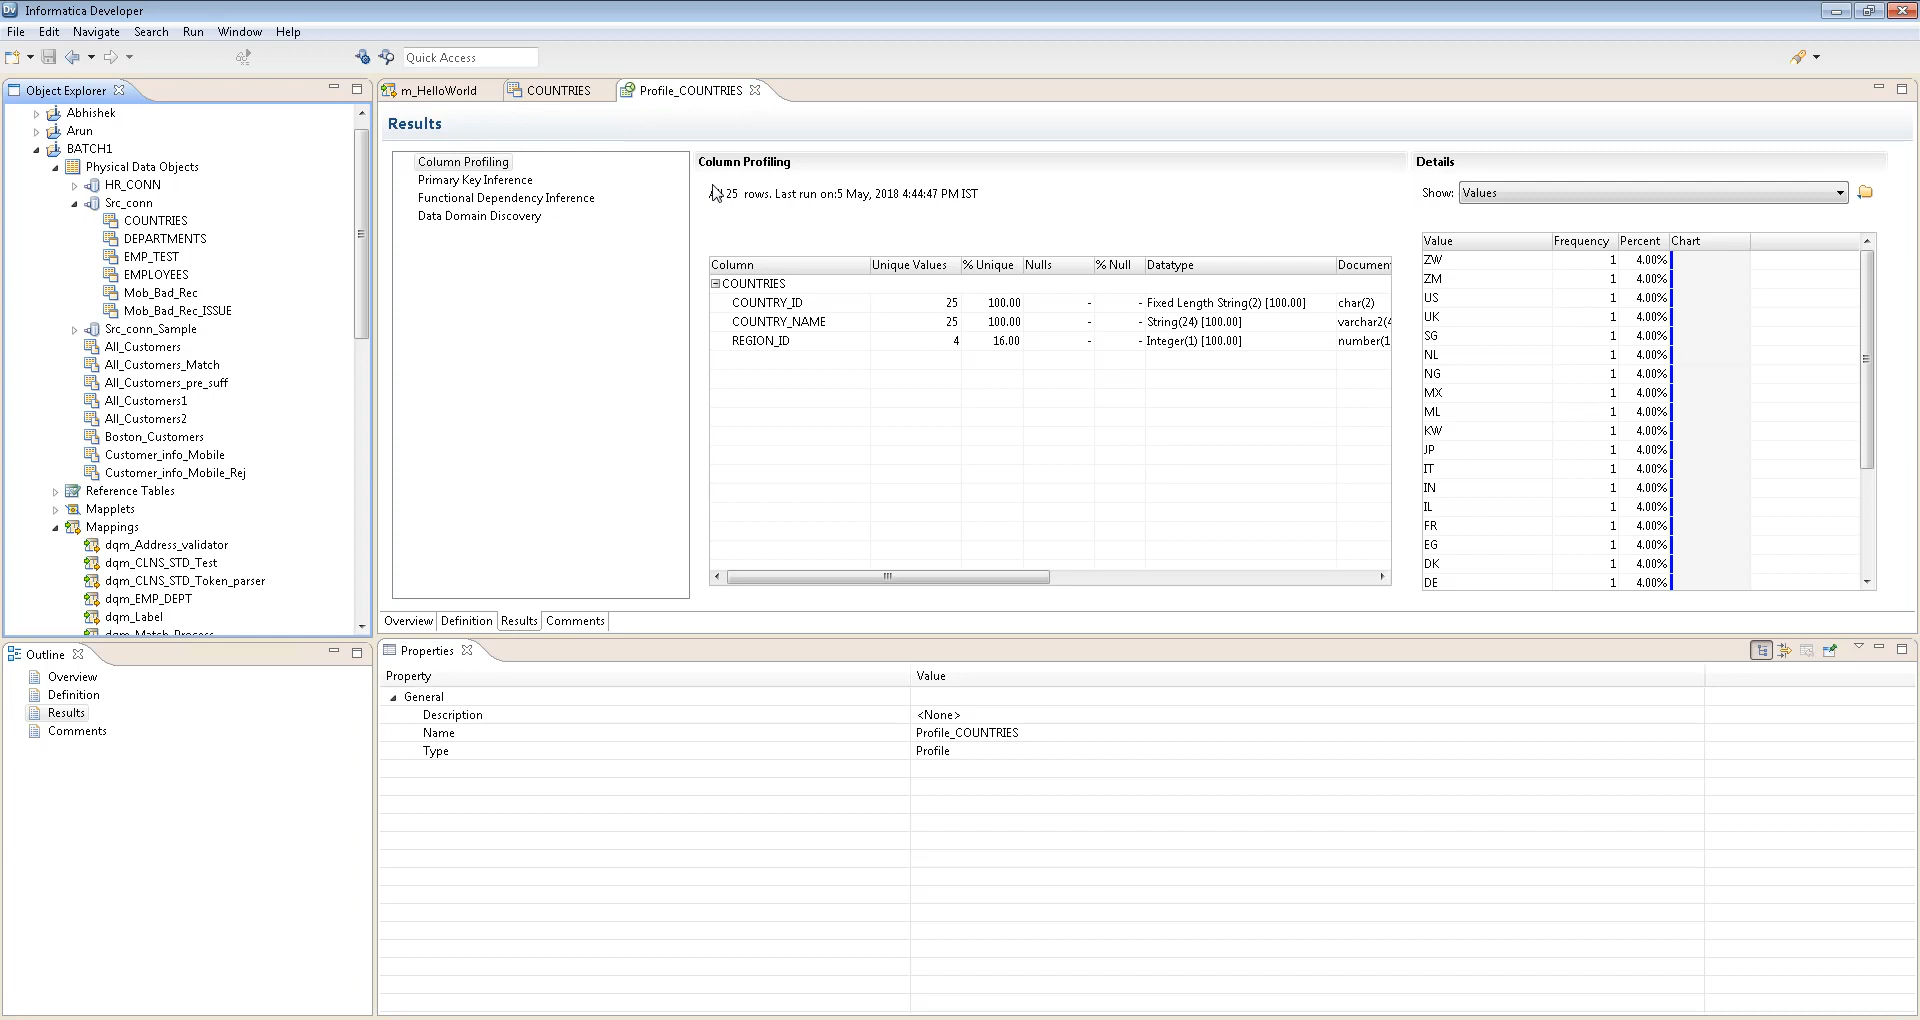 Informatica Developer
File Edit Navigate Search Run Window Help
Quick Access
Object Explorer
Abhishek
Arun
BATCH1
Physical Data Objects
HR_CONN
Src_conn
COUNTRIES
DEPARTMENTS
EMP_TEST
EMPLOYEES
Mob_Bad_Rec
Mob_Bad_Rec_ISSUE
Src_conn_Sample
All_Customers
All_Customers_Match
All_Customers_pre_suff
All_Customers1
All_Customers2
Boston_Customers
Customer_info_Mobile
Customer_info_Mobile_Rej
Reference Tables
Mapplets
Mappings
dqm_Address_validator
dqm_CLNS_STD_Test
dqm_CLNS_STD_Token_parser
dqm_EMP_DEPT
dqm_Label
dqm_Match_Process
Outline
Overview
Definition
Results
Comments
m_HelloWorld COUNTRIES Profile_COUNTRIES
Results
Column Profiling
Primary Key Inference
Functional Dependency Inference
Data Domain Discovery
Column Profiling
25 rows. Last run on:5 May, 2018 4:44:47 PM IST
Column Unique Values % Unique Nulls % Null Datatype Documen
COUNTRIES
COUNTRY_ID 25 100.00 - - Fixed Length String(2) [100.00] char(2)
COUNTRY_NAME 25 100.00 - - String(24) [100.00] varchar2(4
REGION_ID 4 16.00 - - Integer(1) [100.00] number(1
Details
Show: Values
Value Frequency Percent Chart
ZW 1 4.00%
ZM 1 4.00%
US 1 4.00%
UK 1 4.00%
SG 1 4.00%
NL 1 4.00%
NG 1 4.00%
MX 1 4.00%
ML 1 4.00%
KW 1 4.00%
JP 1 4.00%
IT 1 4.00%
IN 1 4.00%
IL 1 4.00%
FR 1 4.00%
EG 1 4.00%
DK 1 4.00%
DE 1 4.00%
Overview Definition Results Comments
Properties
Property Value
General
Description <None>
Name Profile_COUNTRIES
Type Profile